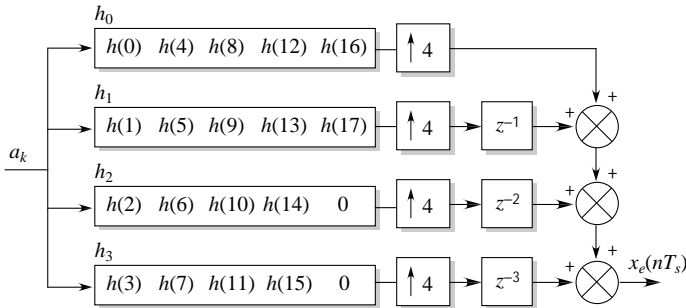 h₀
h(0) h(4) h(8) h(12) h(16) ↑ 4
+
h₁
h(1) h(5) h(9) h(13) h(17) ↑ 4 z⁻¹ +
aₖ
+
h₂
h(2) h(6) h(10) h(14) 0 ↑ 4 z⁻² +
+
h₃
h(3) h(7) h(11) h(15) 0 ↑ 4 z⁻³ + xₑ(nTₛ)